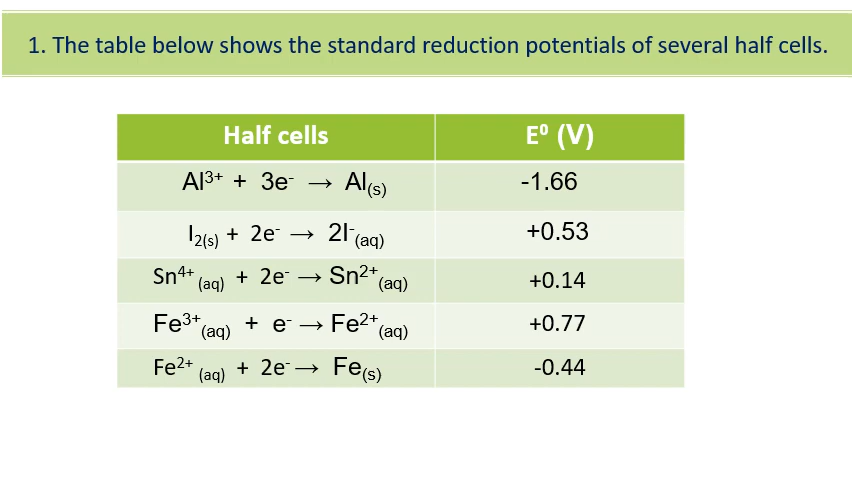 1. The table below shows the standard reduction potentials of several half cells.
Half cells E⁰ (V)
Al³⁺ + 3e⁻ → Al₍ₛ₎ -1.66
I₂₍ₛ₎ + 2e⁻ → 2I⁻₍aq₎ +0.53
Sn⁴⁺ ₍aq₎ + 2e⁻ → Sn²⁺₍aq₎ +0.14
Fe³⁺₍aq₎ + e⁻ → Fe²⁺₍aq₎ +0.77
Fe²⁺ ₍aq₎ + 2e⁻ → Fe₍ₛ₎ -0.44